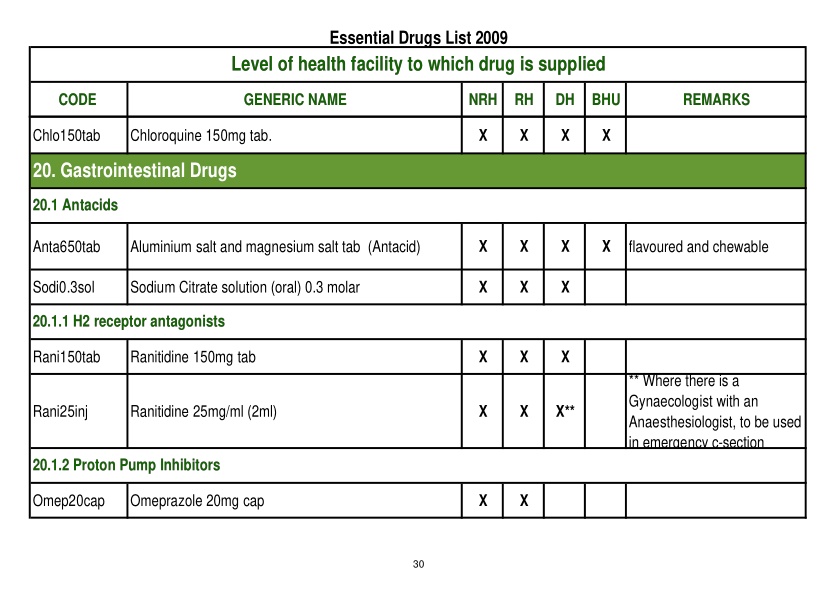 Essential Drugs List 2009
Level of health facility to which drug is supplied
CODE GENERIC NAME NRH RH DH BHU REMARKS
Chlo150tab Chloroquine 150mg tab. X X X X
20. Gastrointestinal Drugs
20.1 Antacids
Anta650tab Aluminium salt and magnesium salt tab (Antacid) X X X X flavoured and chewable
Sodi0.3sol Sodium Citrate solution (oral) 0.3 molar X X X
20.1.1 H2 receptor antagonists
Rani150tab Ranitidine 150mg tab X X X
Rani25inj Ranitidine 25mg/ml (2ml) X X X** ** Where there is a
Gynaecologist with an
Anaesthesiologist, to be used
in emergency c-section
20.1.2 Proton Pump Inhibitors
Omep20cap Omeprazole 20mg cap X X
30